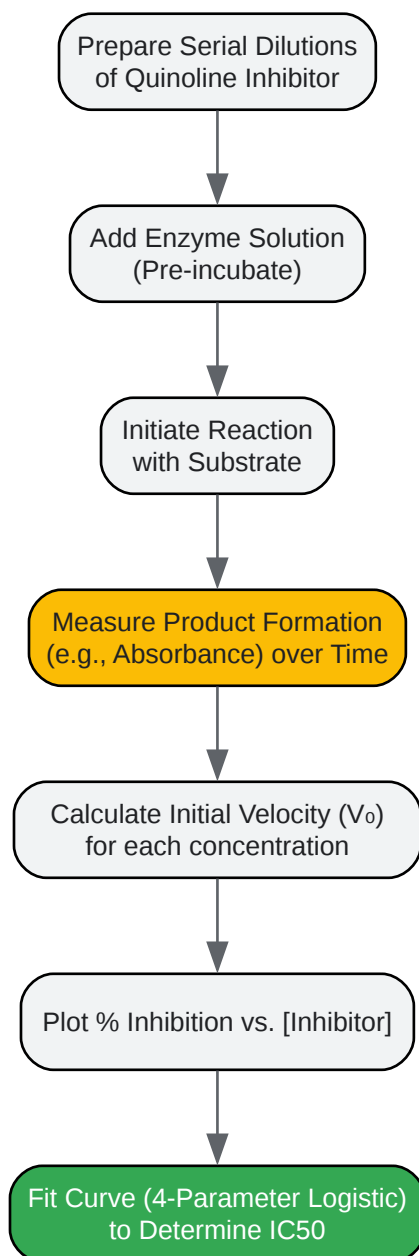 Prepare Serial Dilutions
of Quinoline Inhibitor
Add Enzyme Solution
(Pre-incubate)
Initiate Reaction
with Substrate
Measure Product Formation
(e.g., Absorbance) over Time
Calculate Initial Velocity (V₀)
for each concentration
Plot % Inhibition vs. [Inhibitor]
Fit Curve (4-Parameter Logistic)
to Determine IC50